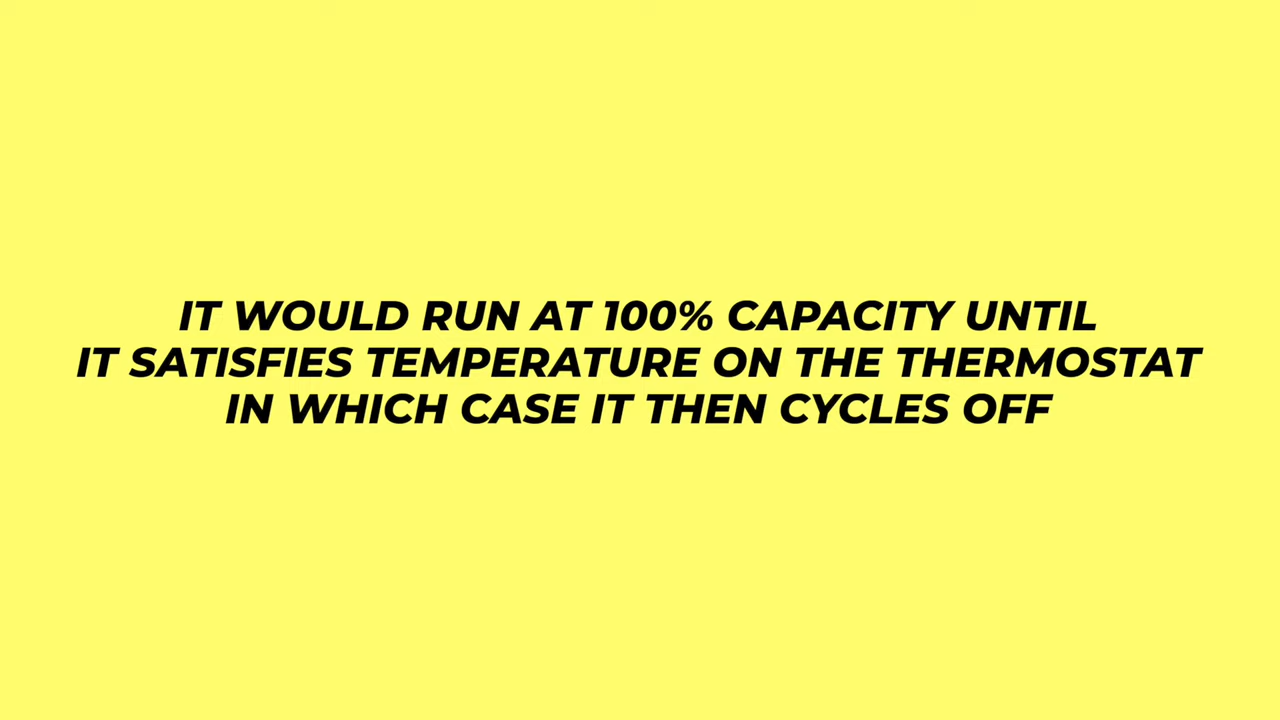 IT WOULD RUN AT 100% CAPACITY UNTIL
IT SATISFIES TEMPERATURE ON THE THERMOSTAT
IN WHICH CASE IT THEN CYCLES OFF